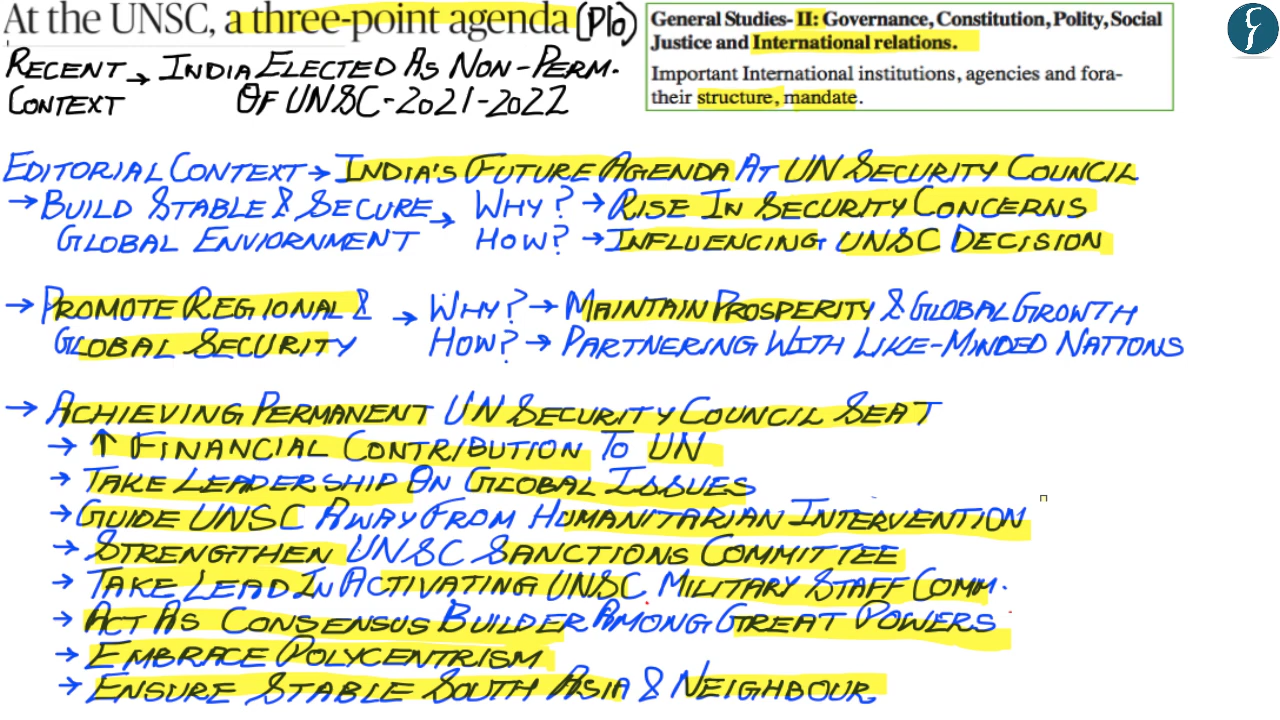 At the UNSC, a three-point agenda (P10)
General Studies- II: Governance, Constitution, Polity, Social
Justice and International relations.
Important International institutions, agencies and fora-
their structure, mandate.
RECENT → INDIA ELECTED AS NON-PERM.
CONTEXT OF UNSC-2021-2022
EDITORIAL CONTEXT → INDIA'S FUTURE AGENDA AT UN SECURITY COUNCIL
→ BUILD STABLE & SECURE → WHY? → RISE IN SECURITY CONCERNS
GLOBAL ENVIORNMENT HOW? → INFLUENCING UNSC DECISION
→ PROMOTE REGIONAL & → WHY? → MAINTAIN PROSPERITY & GLOBAL GROWTH
GLOBAL SECURITY HOW? → PARTNERING WITH LIKE-MINDED NATIONS
→ ACHIEVING PERMANENT UN SECURITY COUNCIL SEAT
→ ↑ FINANCIAL CONTRIBUTION TO UN
→ TAKE LEADERSHIP ON GLOBAL ISSUES
→ GUIDE UNSC AWAY FROM HUMANITARIAN INTERVENTION
→ STRENGTHEN UNSC SANCTIONS COMMITTEE
→ TAKE LEAD IN ACTIVATING UNSC MILITARY STAFF COMM.
→ ACT AS CONSENSUS BUILDER AMONG GREAT POWERS
→ EMBRACE POLYCENTRISM
→ ENSURE STABLE SOUTH ASIA & NEIGHBOUR.